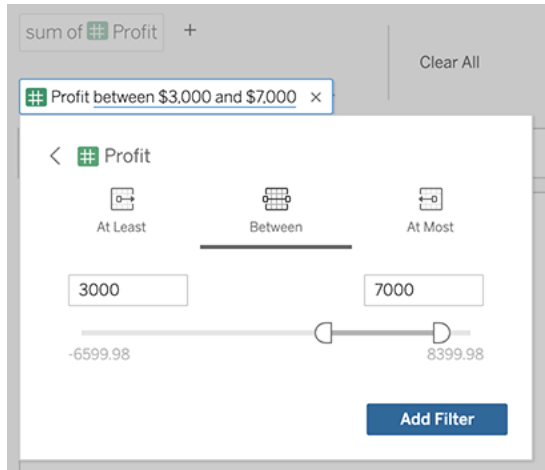 sum of # Profit +
Clear All
# Profit between $3,000 and $7,000 ×
< # Profit
At Least
Between
At Most
3000
7000
-6599.98
8399.98
Add Filter